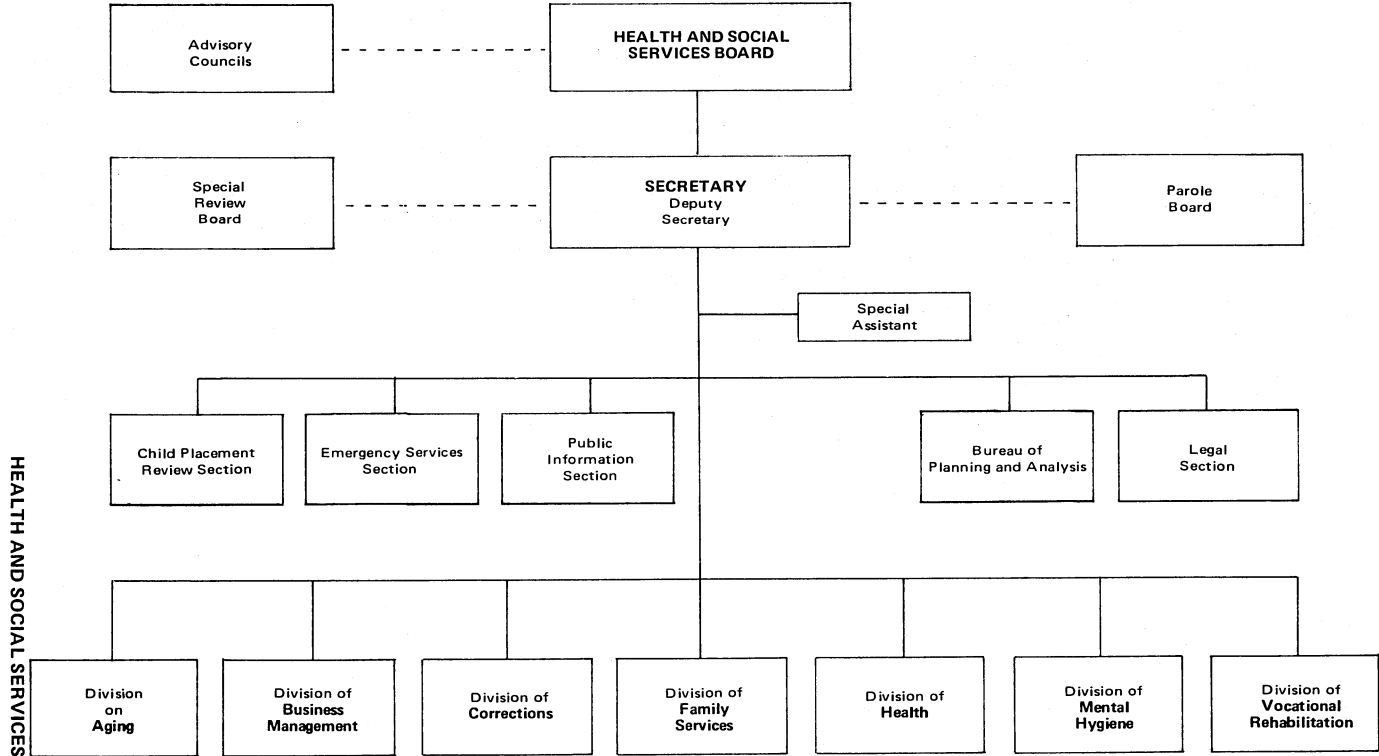 Advisory
Councils
HEALTH AND SOCIAL
SERVICES BOARD
Special
Review
Board
SECRETARY
Deputy
Secretary
Parole
Board
Special
Assistant
Child Placement
Review Section
Emergency Services
Section
Public
Information
Section
Bureau of
Planning and Analysis
Legal
Section
HEALTH AND SOCIAL SERVICES
Division
on
Aging
Division of
Business
Management
Division of
Corrections
Division of
Family
Services
Division of
Health
Division of
Mental
Hygiene
Division of
Vocational
Rehabilitation